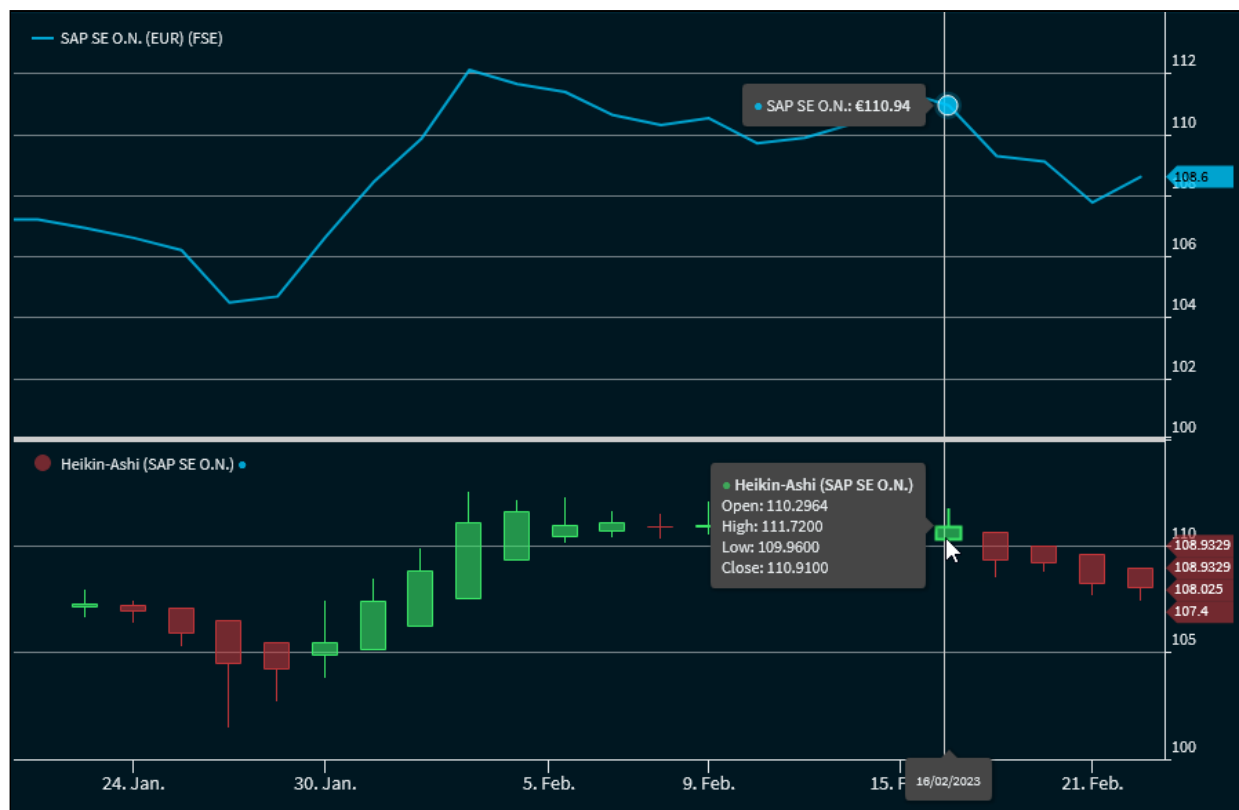 SAP SE O.N. (EUR) (FSE)
112
SAP SE O.N.: €110.94
110
108.6
108
106
104
102
100
Heikin-Ashi (SAP SE O.N.)
Heikin-Ashi (SAP SE O.N.)
Open: 110.2964
High: 111.7200
Low: 109.9600
Close: 110.9100
110
108.9329
108.9329
108.025
107.4
105
100
24. Jan.
30. Jan.
5. Feb.
9. Feb.
15. F
16/02/2023
21. Feb.